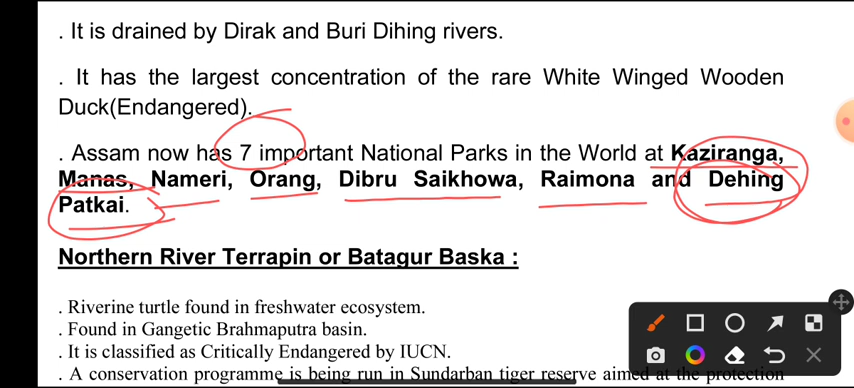 . It is drained by Dirak and Buri Dihing rivers.
. It has the largest concentration of the rare White Winged Wooden
Duck(Endangered).
. Assam now has 7 important National Parks in the World at Kaziranga,
Manas, Nameri, Orang, Dibru Saikhowa, Raimona and Dehing
Patkai.
Northern River Terrapin or Batagur Baska :
. Riverine turtle found in freshwater ecosystem.
. Found in Gangetic Brahmaputra basin.
. It is classified as Critically Endangered by IUCN.
. A conservation programme is being run in Sundarban tiger reserve aimed at the protection